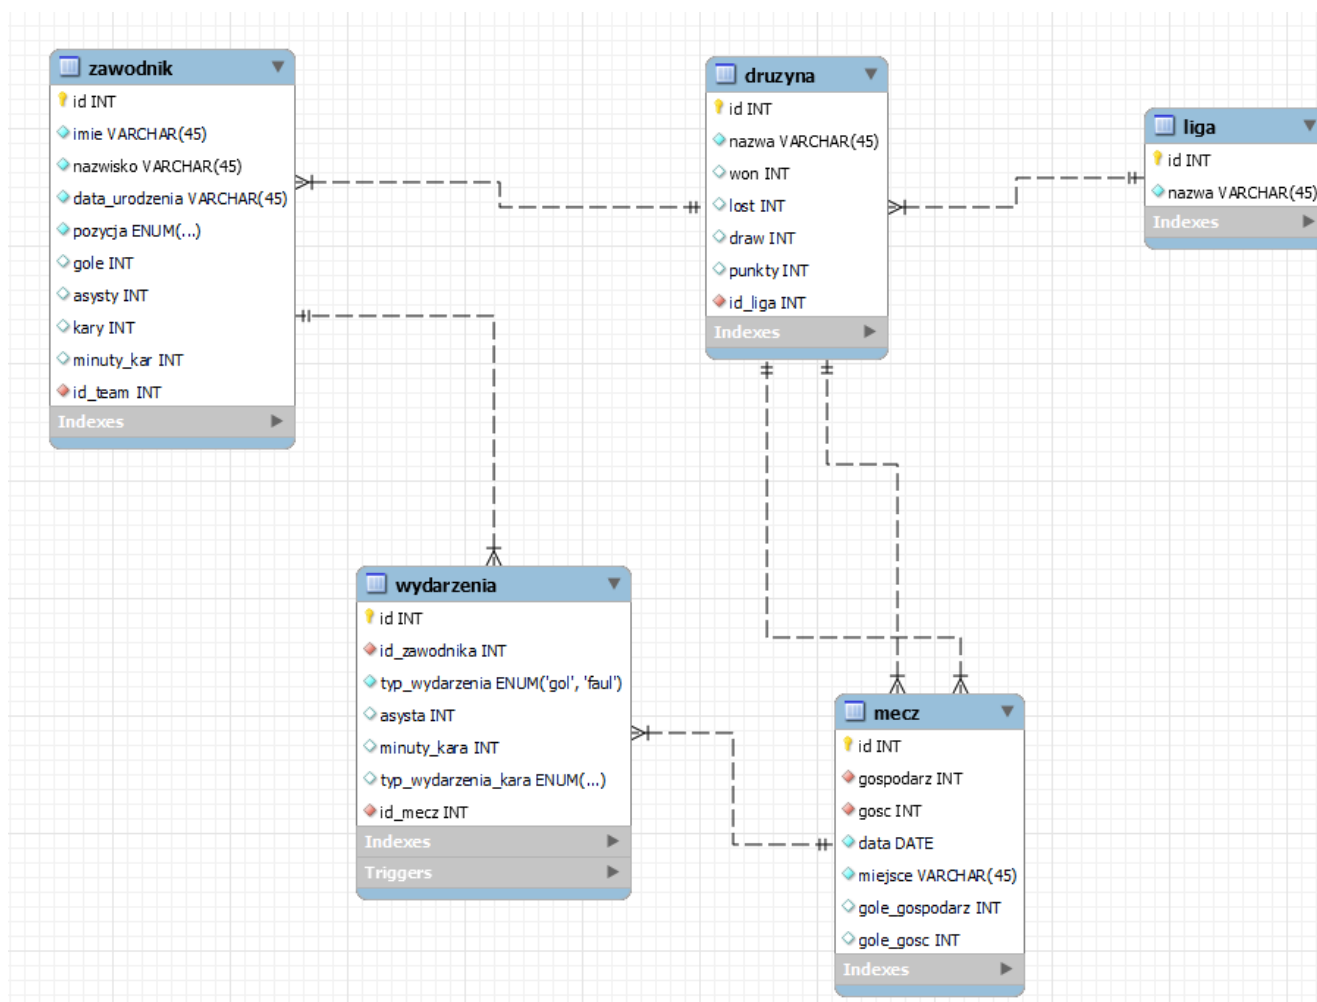 zawodnik
id INT
imie VARCHAR(45)
nazwisko VARCHAR(45)
data_urodzenia VARCHAR(45)
pozycja ENUM(...)
gole INT
asysty INT
kary INT
minuty_kar INT
id_team INT
Indexes
druzyna
id INT
nazwa VARCHAR(45)
won INT
lost INT
draw INT
punkty INT
id_liga INT
Indexes
liga
id INT
nazwa VARCHAR(45)
Indexes
wydarzenia
id INT
id_zawodnika INT
typ_wydarzenia ENUM('gol', 'faul')
asysta INT
minuty_kara INT
typ_wydarzenia_kara ENUM(...)
id_mecz INT
Indexes
Triggers
mecz
id INT
gospodarz INT
gosc INT
data DATE
miejsce VARCHAR(45)
gole_gospodarz INT
gole_gosc INT
Indexes